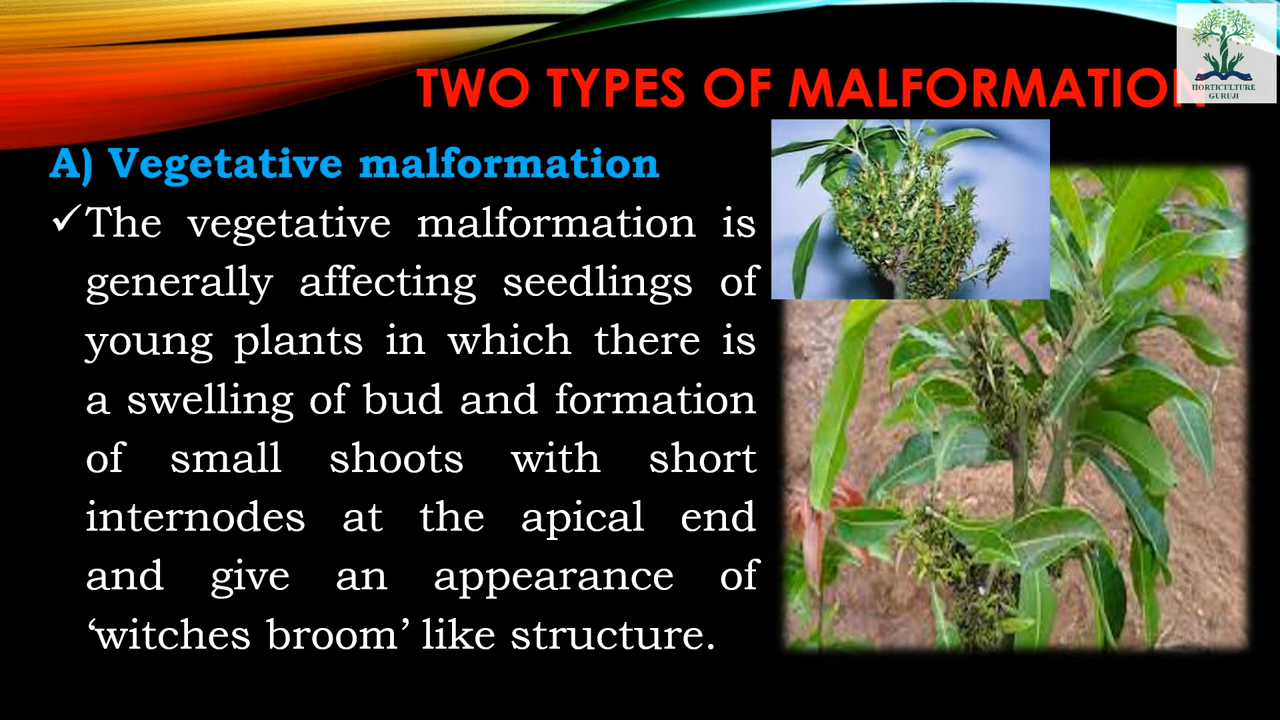 TWO TYPES OF MALFORMATION
HORTICULTURE
GURUJI
A) Vegetative malformation
✓The vegetative malformation is
generally affecting seedlings of
young plants in which there is
a swelling of bud and formation
of small shoots with short
internodes at the apical end
and give an appearance of
‘witches broom’ like structure.